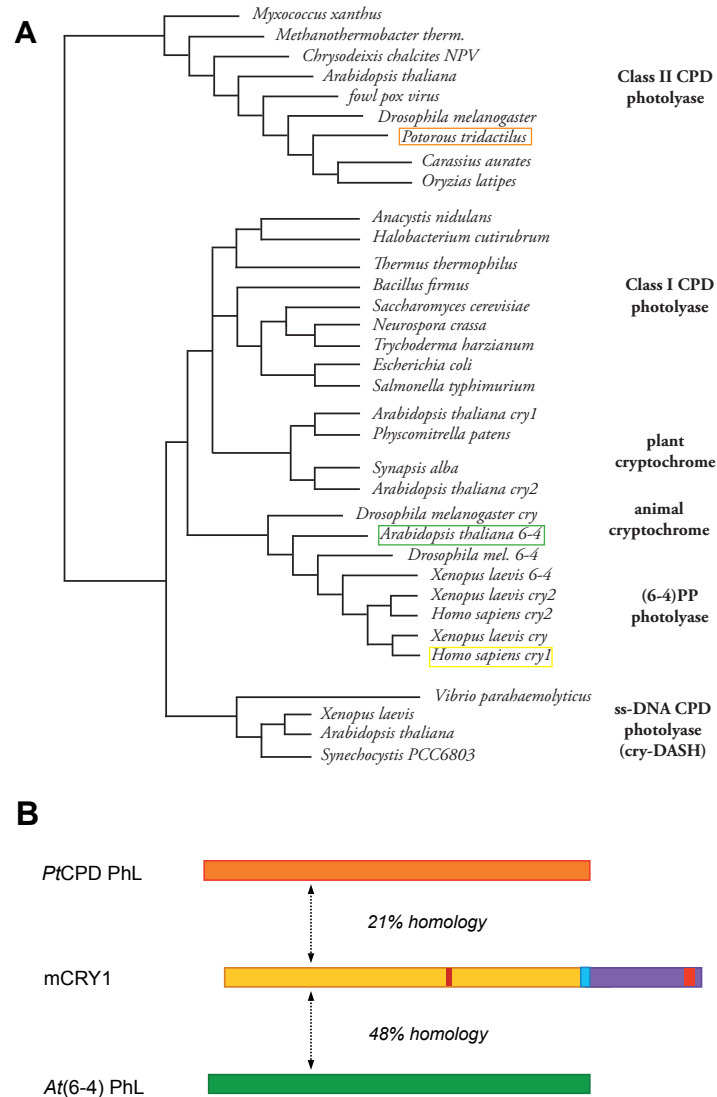 A
Myxococcus xanthus
Methanothermobacter therm.
Chrysodeixis chalcites NPV
Arabidopsis thaliana
fowl pox virus
Drosophila melanogaster
Potorous tridactilus
Carassius aurates
Oryzias latipes
Class II CPD
photolyase
Anacystis nidulans
Halobacterium cutirubrum
Thermus thermophilus
Bacillus firmus
Saccharomyces cerevisiae
Neurospora crassa
Trychoderma harzianum
Escherichia coli
Salmonella typhimurium
Class I CPD
photolyase
Arabidopsis thaliana cry1
Physcomitrella patens
Synapsis alba
Arabidopsis thaliana cry2
plant
cryptochrome
Drosophila melanogaster cry
animal
cryptochrome
Arabidopsis thaliana 6-4
Drosophila mel. 6-4
Xenopus laevis 6-4
Xenopus laevis cry2
Homo sapiens cry2
Xenopus laevis cry
Homo sapiens cry1
(6-4)PP
photolyase
Vibrio parahaemolyticus
Xenopus laevis
Arabidopsis thaliana
Synechocystis PCC6803
ss-DNA CPD
photolyase
(cry-DASH)
B
PtCPD PhL
21% homology
mCRY1
48% homology
At(6-4) PhL